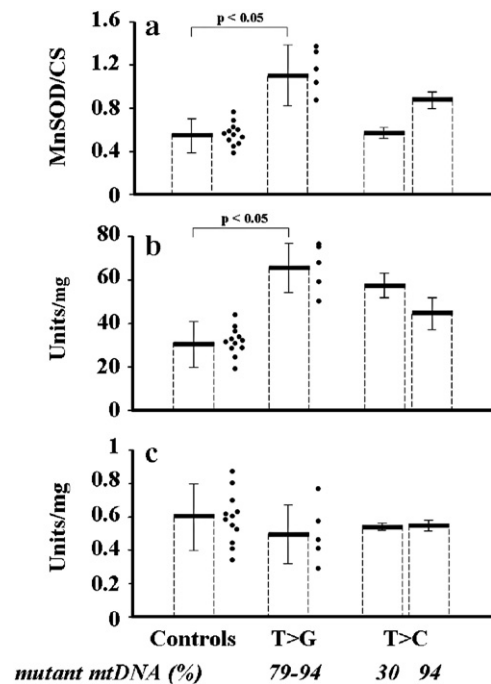 a
p < 0.05
MnSOD/CS
1.6
1.2
0.8
0.4
0
b
p < 0.05
Units/mg
80
60
40
20
0
c
Units/mg
1
0.8
0.6
0.4
0.2
0
Controls T>G T>C
mutant mtDNA (%) 79-94 30 94